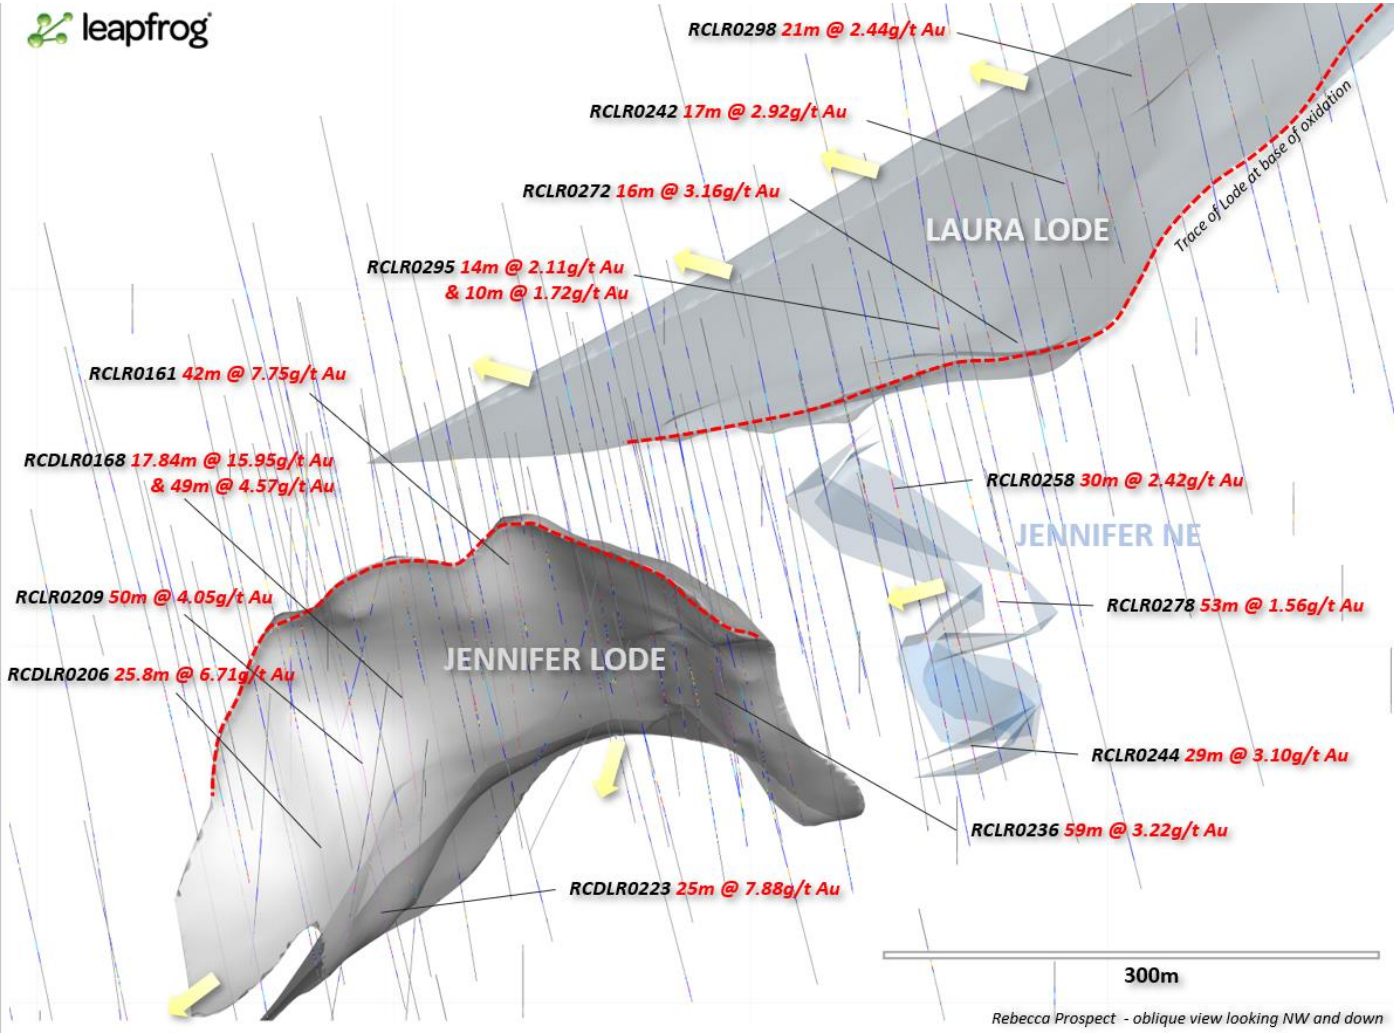 leapfrog
RCLR0298 21m @ 2.44g/t Au
RCLR0242 17m @ 2.92g/t Au
RCLR0272 16m @ 3.16g/t Au
LAURA LODE
Trace of Lode at base of oxidation
RCLR0295 14m @ 2.11g/t Au
& 10m @ 1.72g/t Au
RCLR0161 42m @ 7.75g/t Au
RCDLR0168 17.84m @ 15.95g/t Au
& 49m @ 4.57g/t Au
RCLR0258 30m @ 2.42g/t Au
JENNIFER NE
RCLR0209 50m @ 4.05g/t Au
RCLR0278 53m @ 1.56g/t Au
JENNIFER LODE
RCDLR0206 25.8m @ 6.71g/t Au
RCLR0244 29m @ 3.10g/t Au
RCLR0236 59m @ 3.22g/t Au
RCDLR0223 25m @ 7.88g/t Au
300m
Rebecca Prospect - oblique view looking NW and down